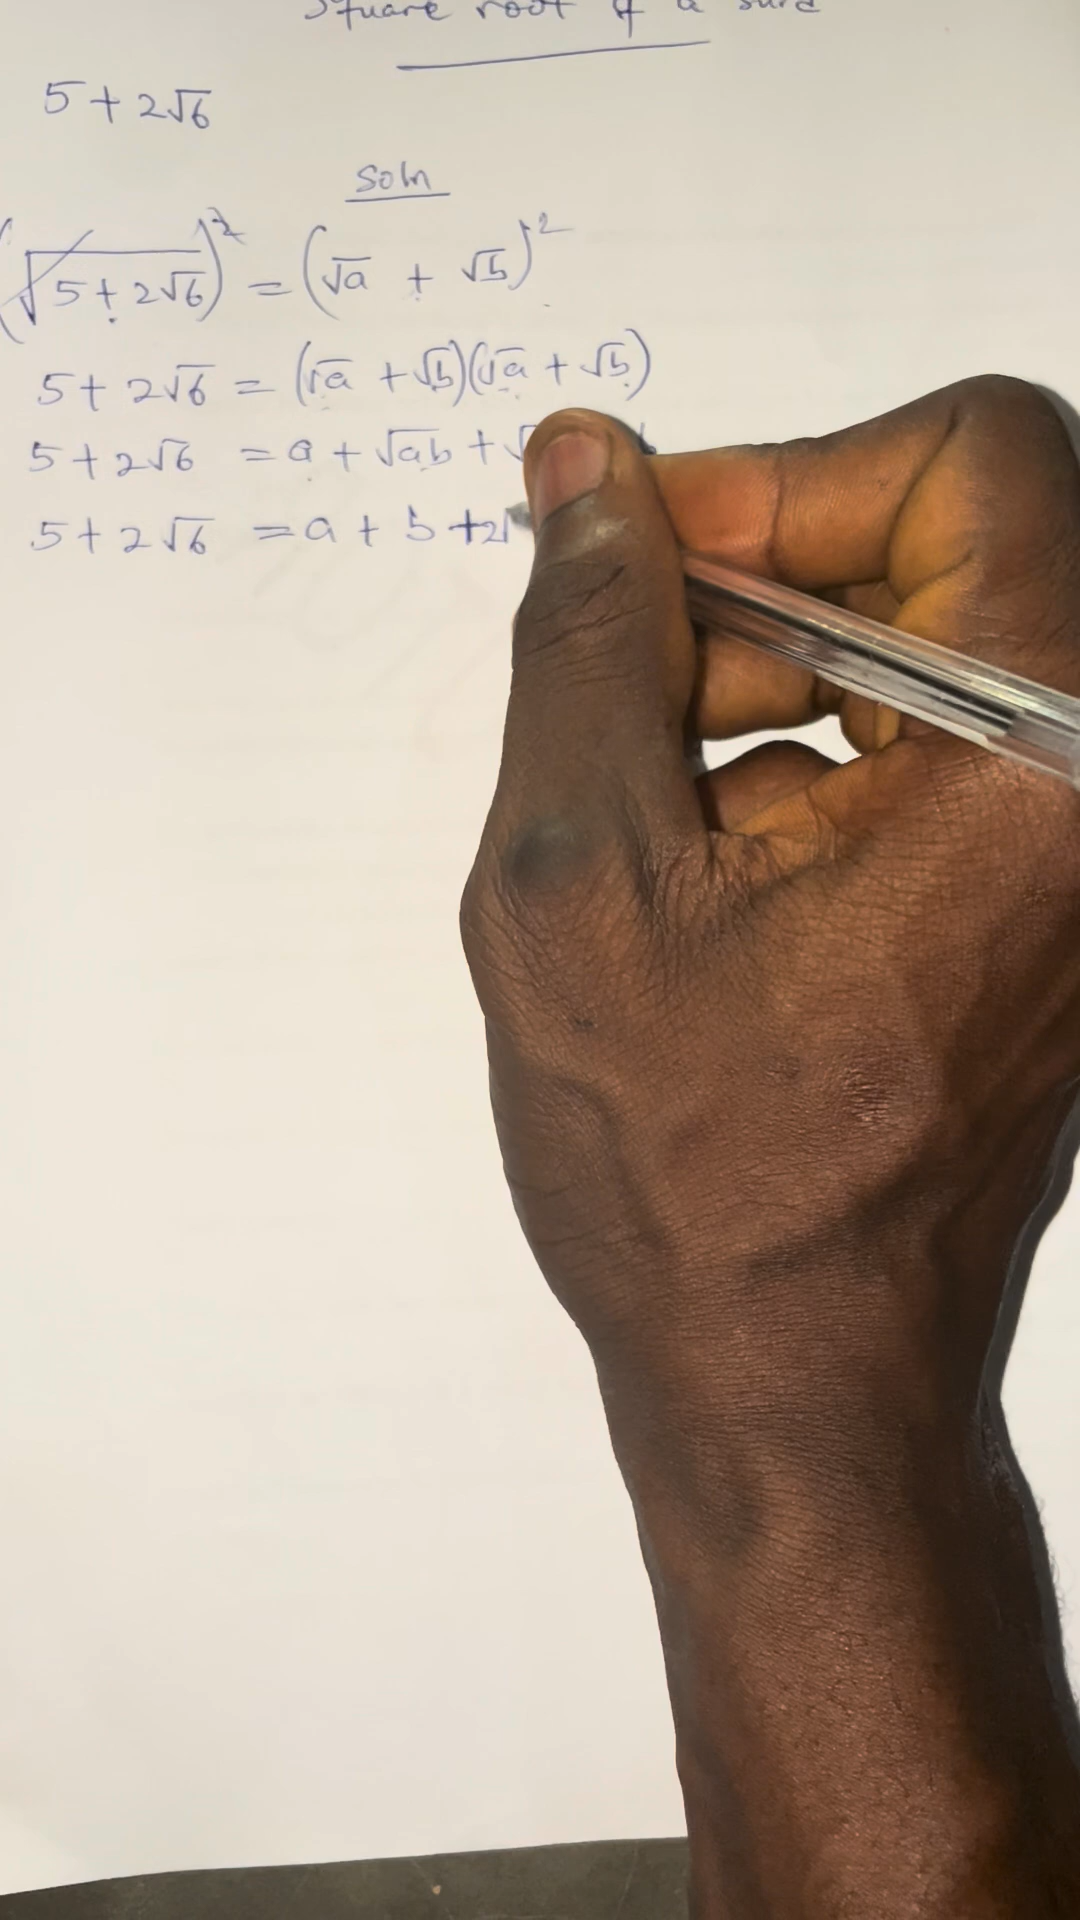 Square root of a surd
5 + 2√6
Soln
(√(5 + 2√6))² = (√a + √b)²
5 + 2√6 = (√a + √b)(√a + √b)
5 + 2√6 = a + √ab + √
5 + 2√6 = a + b + 2